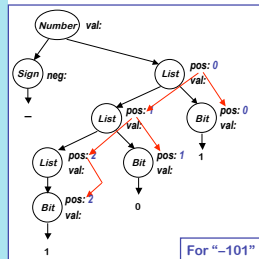 Number val:
Sign neg:
List pos: 0
val:
–
List pos: 1
val:
Bit pos: 0
val:
List pos: 2
val:
Bit pos: 1
val:
1
Bit pos: 2
val:
0
1
For “–101”